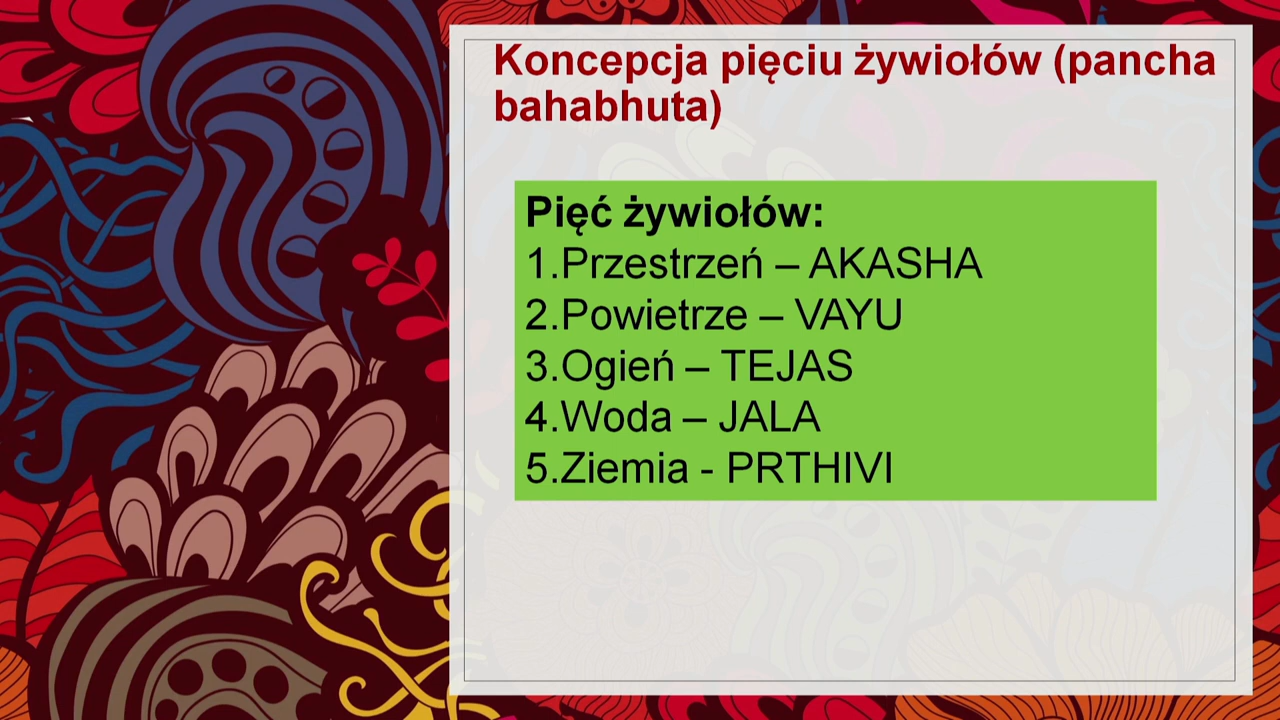 Koncepcja pięciu żywiołów (pancha
bahabhuta)
Pięć żywiołów:
1.Przestrzeń – AKASHA
2.Powietrze – VAYU
3.Ogień – TEJAS
4.Woda – JALA
5.Ziemia - PRTHIVI